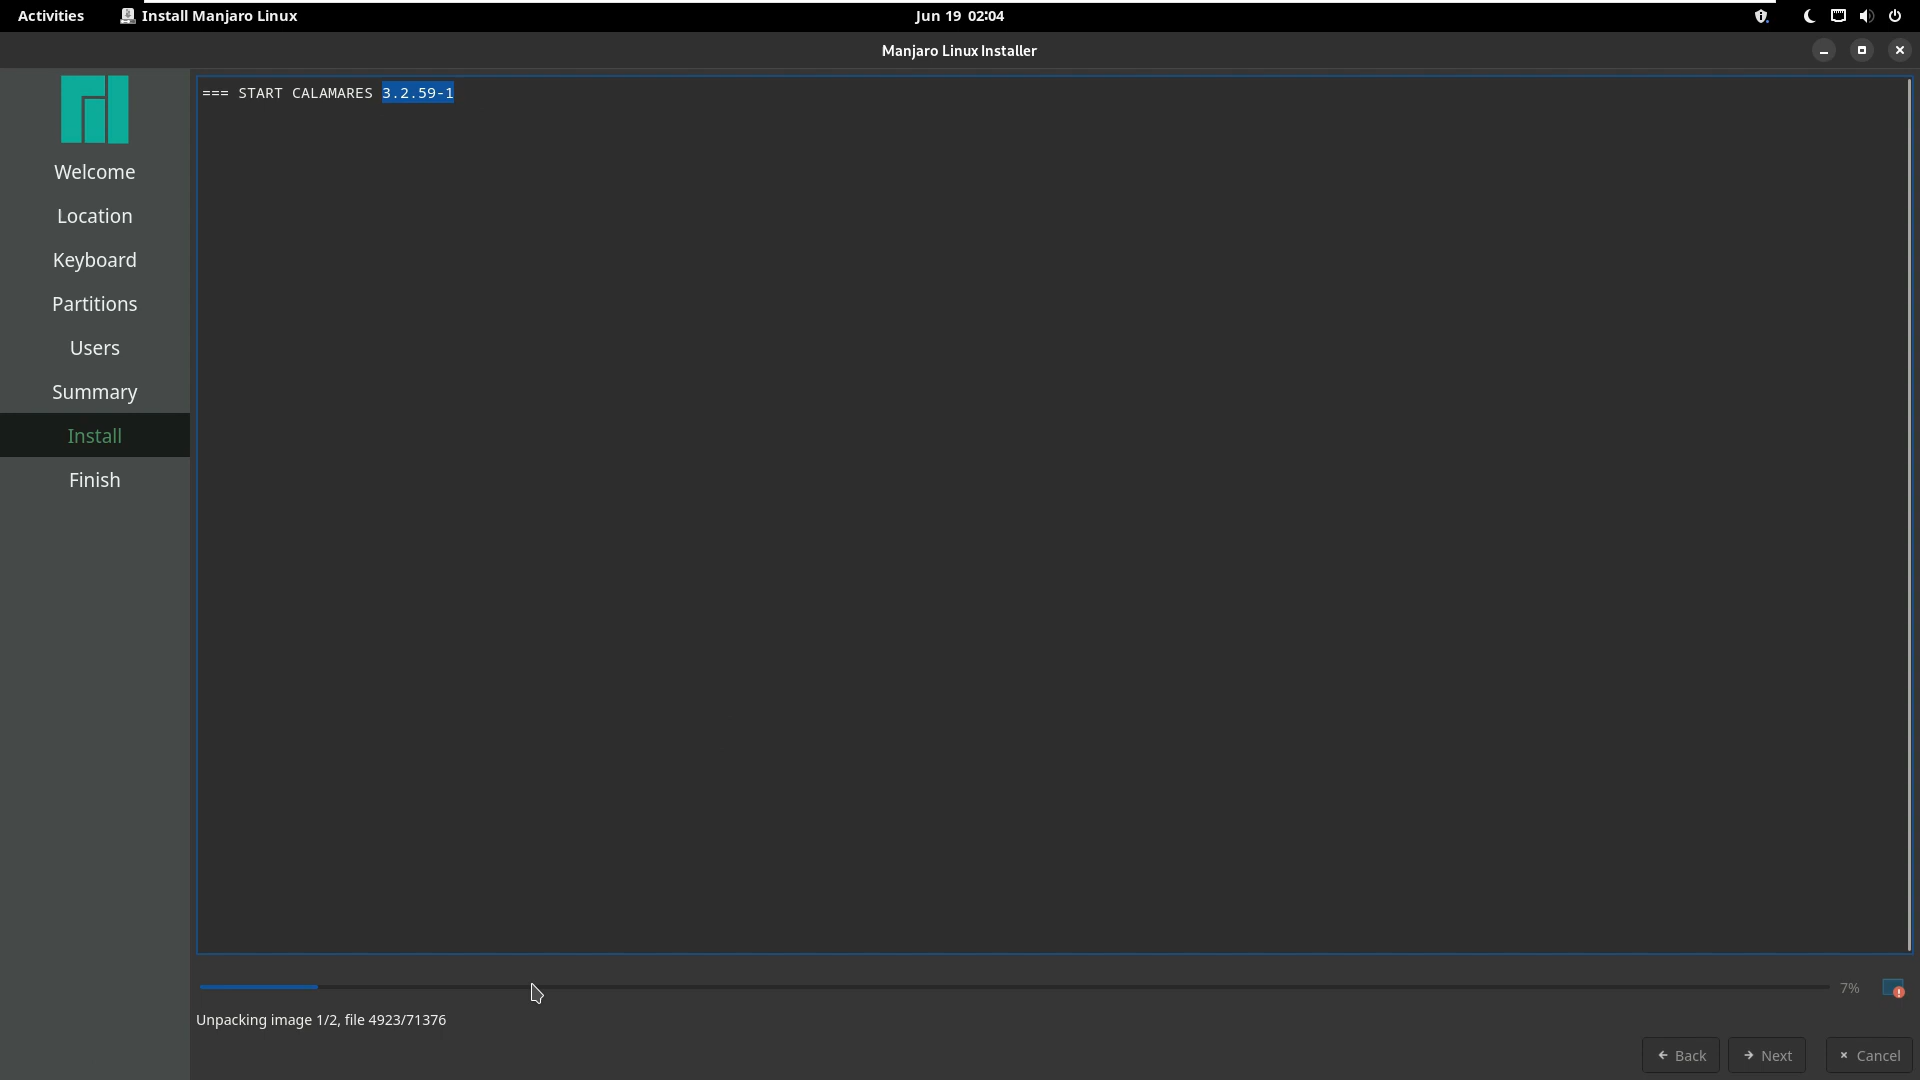 Activities
Install Manjaro Linux
Jun 19 02:04
Manjaro Linux Installer
=== START CALAMARES 3.2.59-1
Welcome
Location
Keyboard
Partitions
Users
Summary
Install
Finish
7%
Unpacking image 1/2, file 4923/71376
Back
Next
Cancel